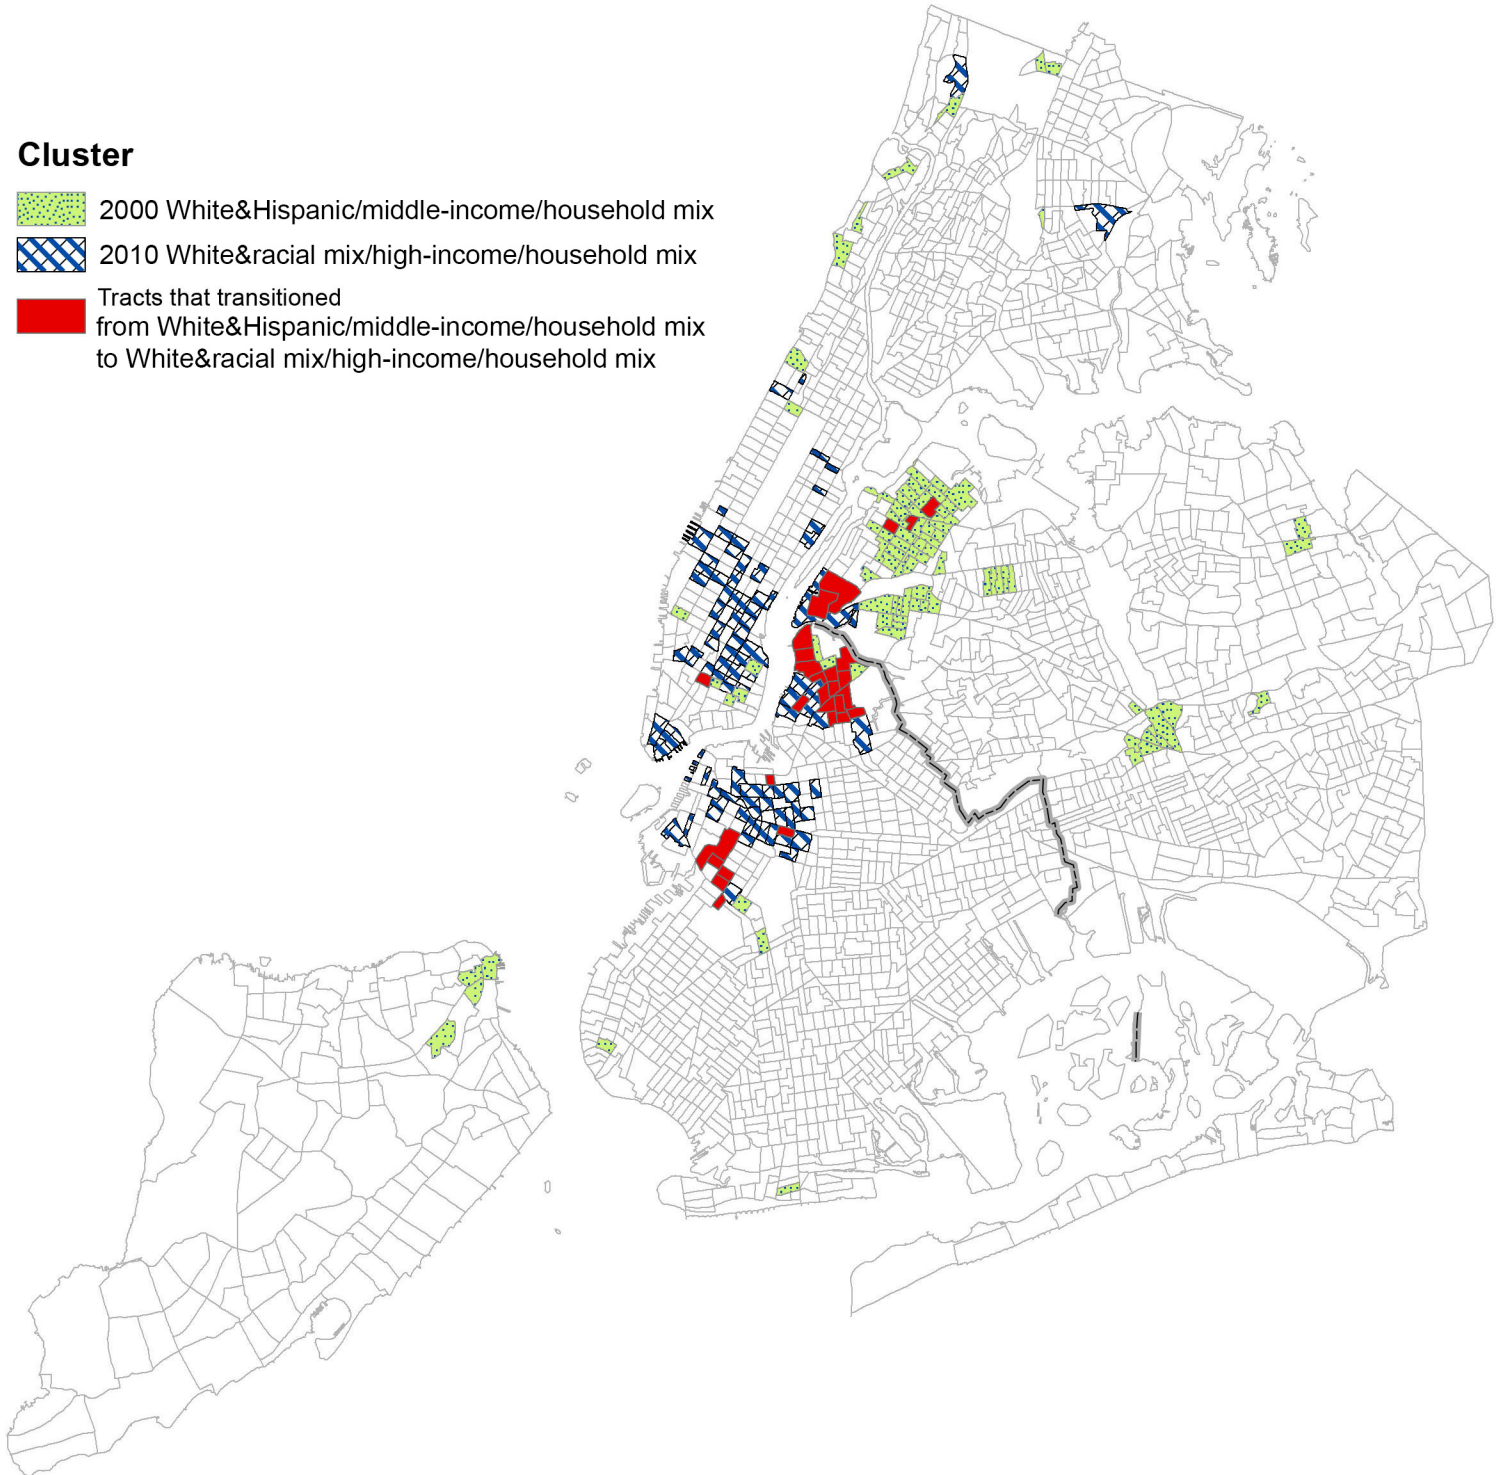 Cluster
2000 White&Hispanic/middle-income/household mix
2010 White&racial mix/high-income/household mix
Tracts that transitioned
from White&Hispanic/middle-income/household mix
to White&racial mix/high-income/household mix